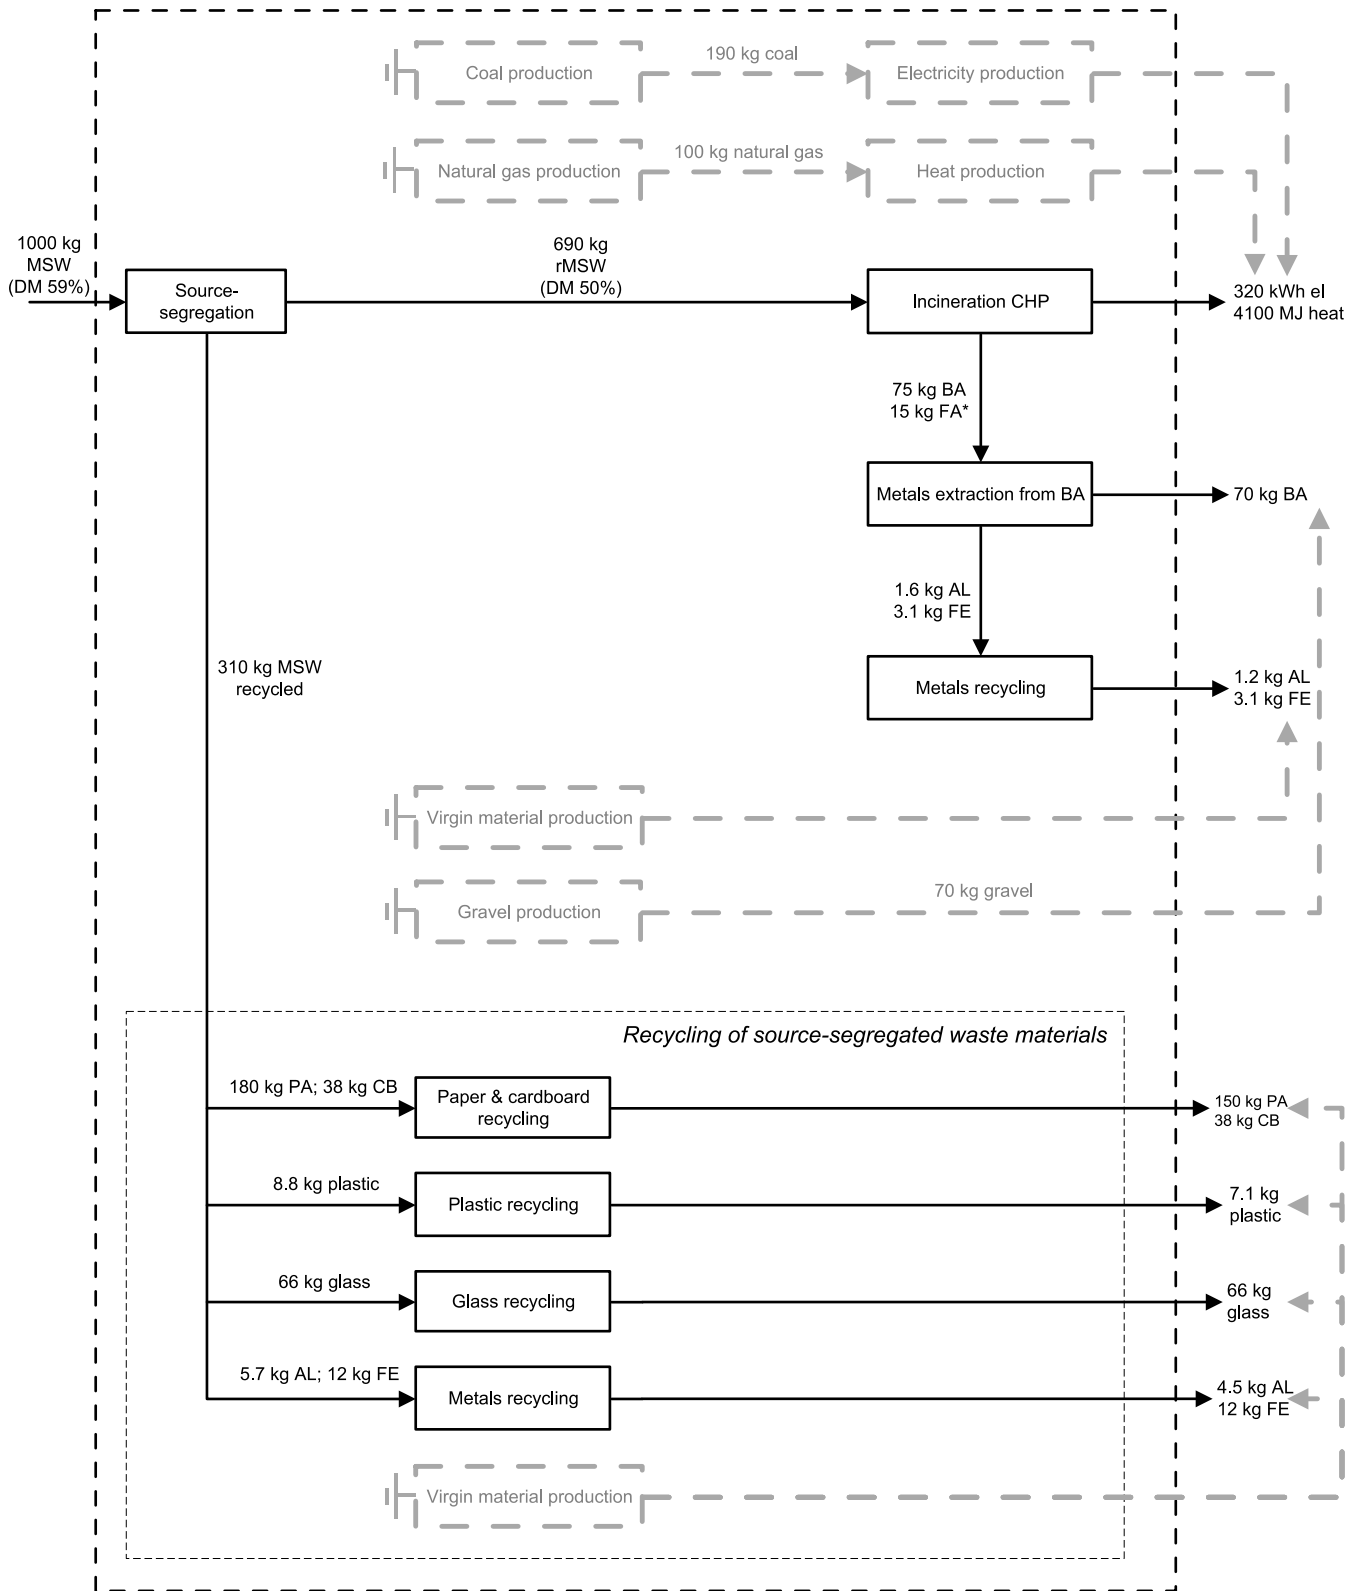 Coal production
190 kg coal
Electricity production
Natural gas production
100 kg natural gas
Heat production
1000 kg
MSW
(DM 59%)
Source-
segregation
690 kg
rMSW
(DM 50%)
Incineration CHP
320 kWh el
4100 MJ heat
75 kg BA
15 kg FA*
Metals extraction from BA
70 kg BA
1.6 kg AL
3.1 kg FE
310 kg MSW
recycled
Metals recycling
1.2 kg AL
3.1 kg FE
Virgin material production
Gravel production
70 kg gravel
Recycling of source-segregated waste materials
180 kg PA; 38 kg CB
Paper & cardboard
recycling
150 kg PA
38 kg CB
8.8 kg plastic
Plastic recycling
7.1 kg
plastic
66 kg glass
Glass recycling
66 kg
glass
5.7 kg AL; 12 kg FE
Metals recycling
4.5 kg AL
12 kg FE
Virgin material production